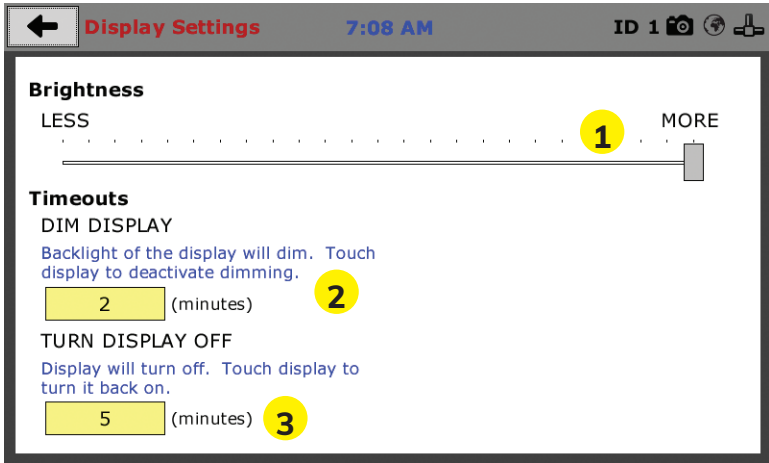 Display Settings 7:08 AM ID 1
Brightness
LESS MORE
1
Timeouts
DIM DISPLAY
Backlight of the display will dim. Touch
display to deactivate dimming.
2 (minutes) 2
TURN DISPLAY OFF
Display will turn off. Touch display to
turn it back on.
5 (minutes) 3